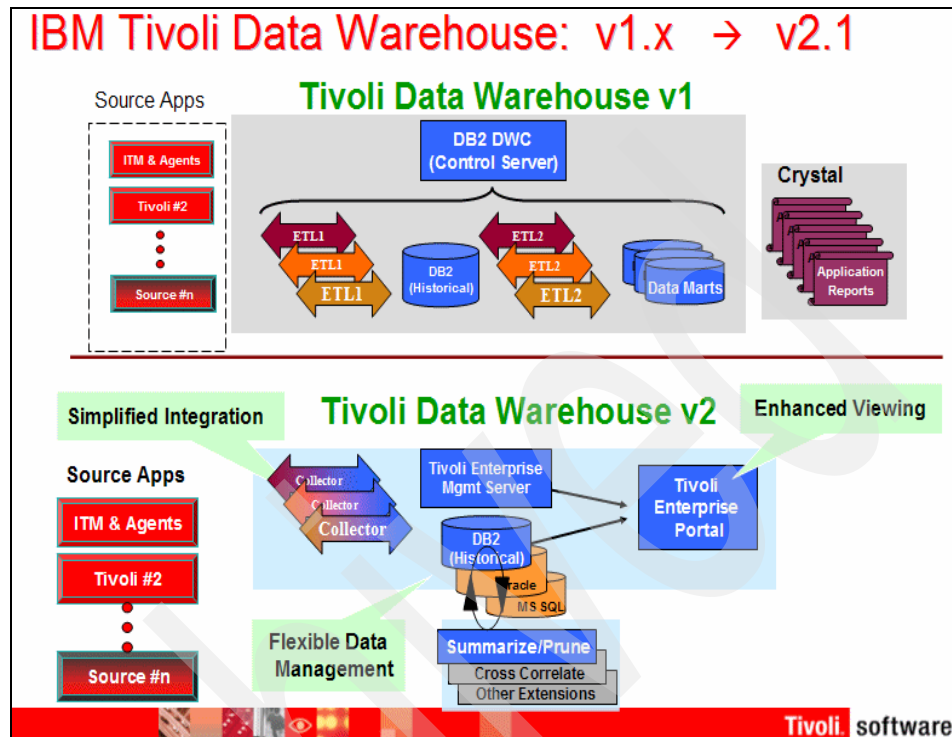 IBM Tivoli Data Warehouse: v1.x → v2.1
Source Apps
Tivoli Data Warehouse v1
ITM & Agents
Tivoli #2
Source #n
DB2 DWC
(Control Server)
ETL1
ETL1
ETL1
DB2
(Historical)
ETL2
ETL2
ETL2
Data Marts
Crystal
Application
Reports
Simplified Integration
Tivoli Data Warehouse v2
Enhanced Viewing
Source Apps
ITM & Agents
Tivoli #2
Source #n
Collector
Collector
Collector
Tivoli Enterprise
Mgmt Server
DB2
(Historical)
racle
MS SQL
Tivoli
Enterprise
Portal
Flexible Data
Management
Summarize/Prune
Cross Correlate
Other Extensions
Tivoli. software